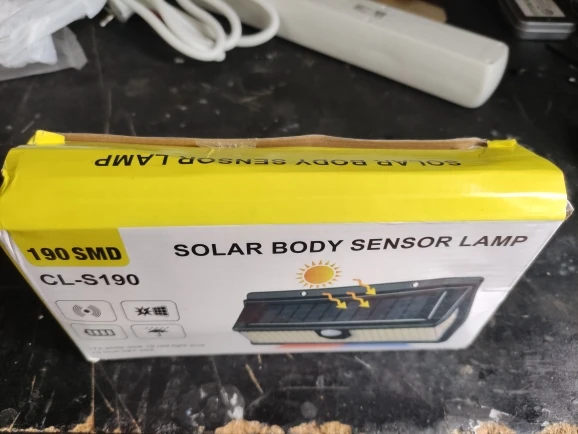 SOLAR BODY SENSOR LAMP
190 SMD
SOLAR BODY SENSOR LAMP
CL-S190